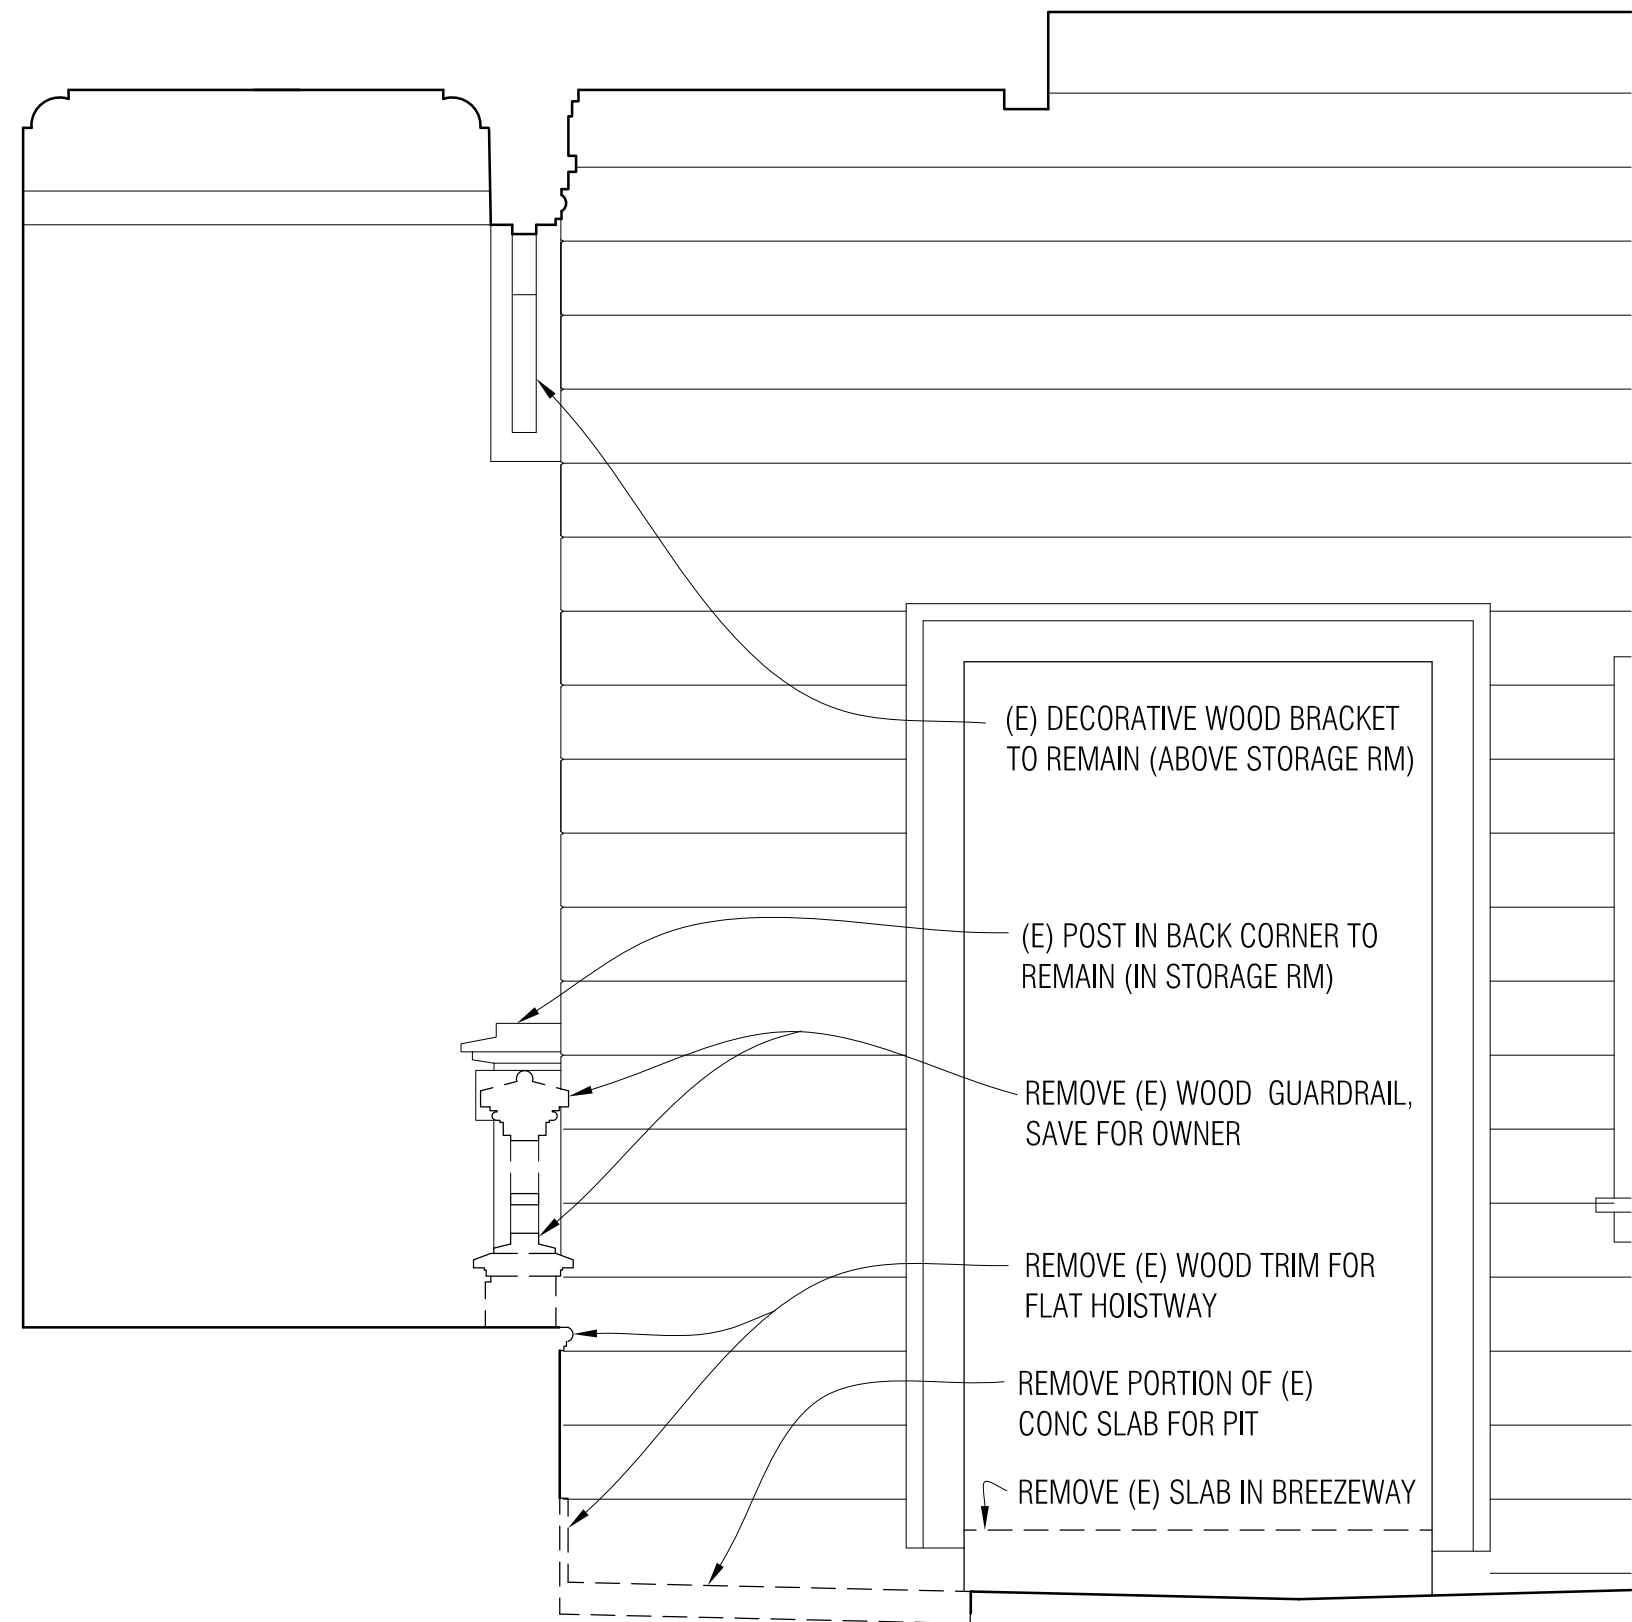 (E) DECORATIVE WOOD BRACKET
TO REMAIN (ABOVE STORAGE RM)
(E) POST IN BACK CORNER TO
REMAIN (IN STORAGE RM)
REMOVE (E) WOOD GUARDRAIL,
SAVE FOR OWNER
REMOVE (E) WOOD TRIM FOR
FLAT HOISTWAY
REMOVE PORTION OF (E)
CONC SLAB FOR PIT
REMOVE (E) SLAB IN BREEZEWAY